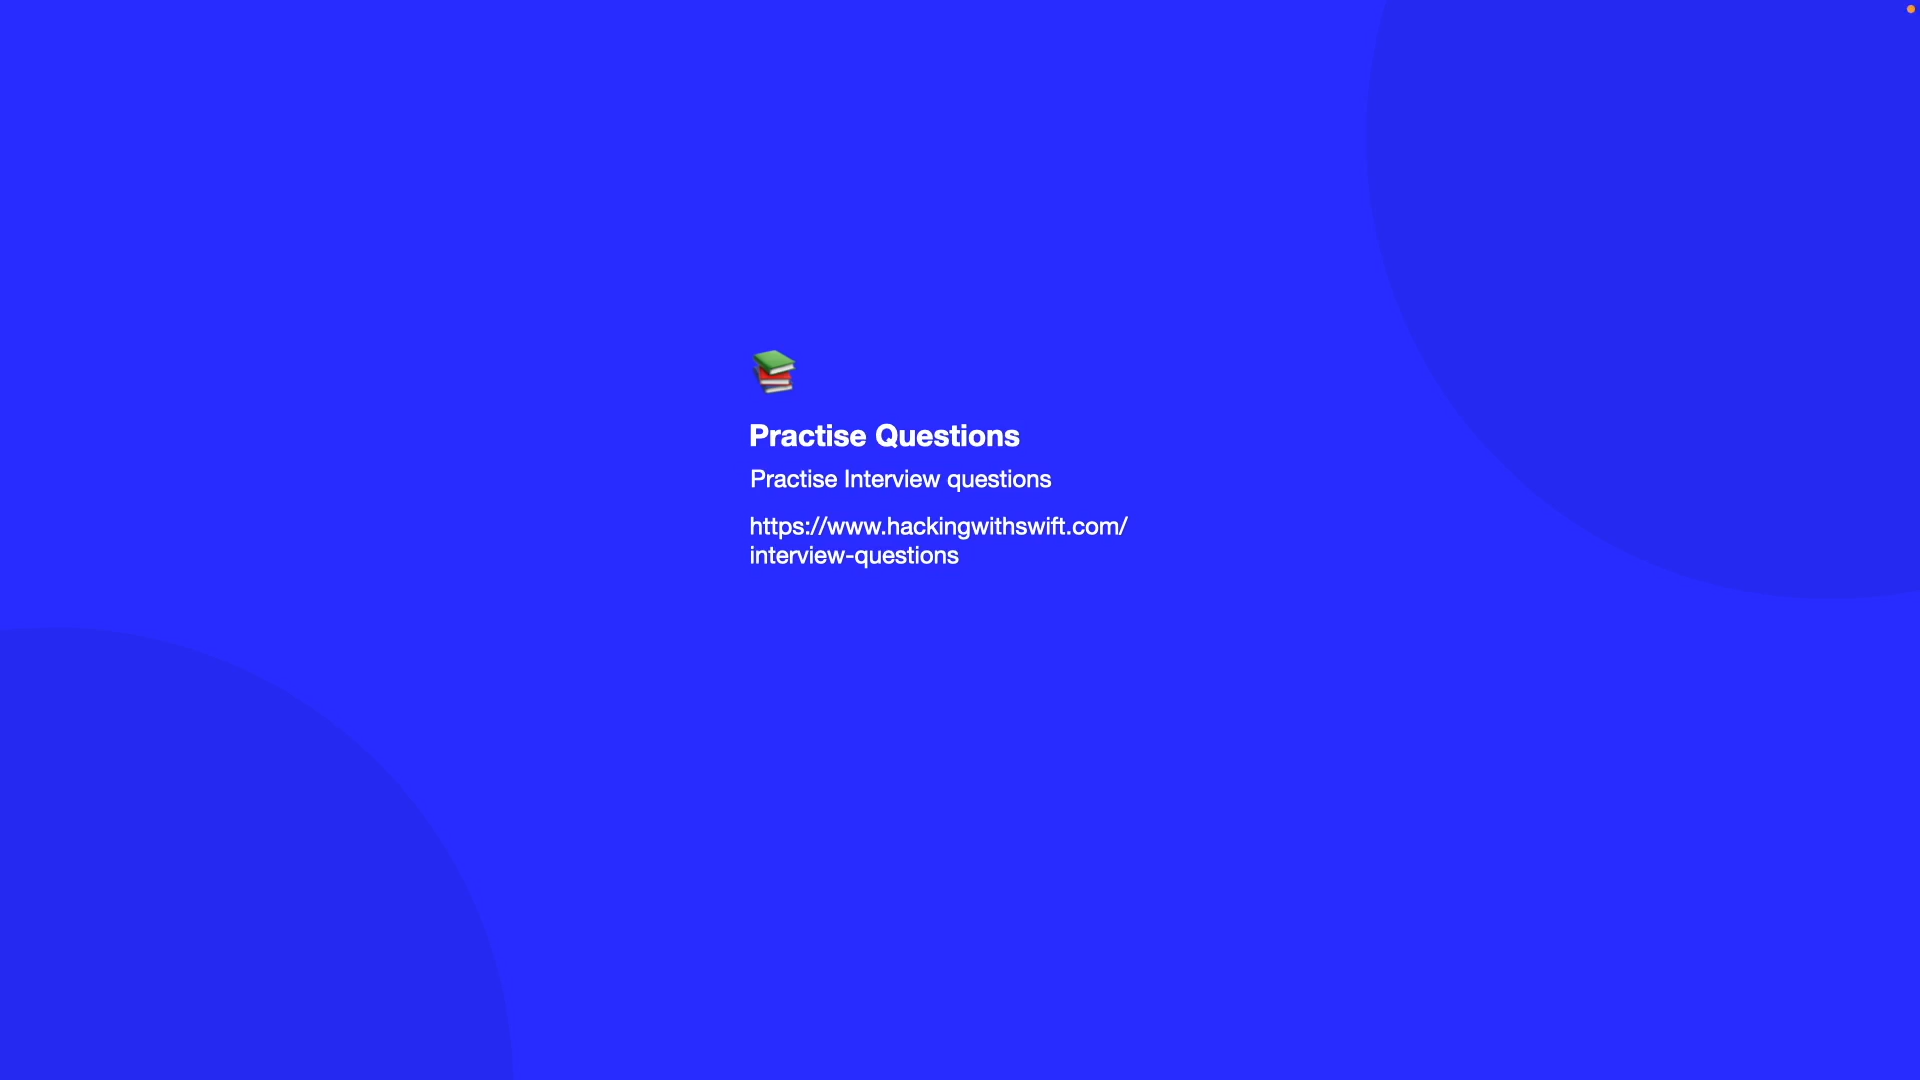 Practise Questions
Practise Interview questions
https://www.hackingwithswift.com/
interview-questions